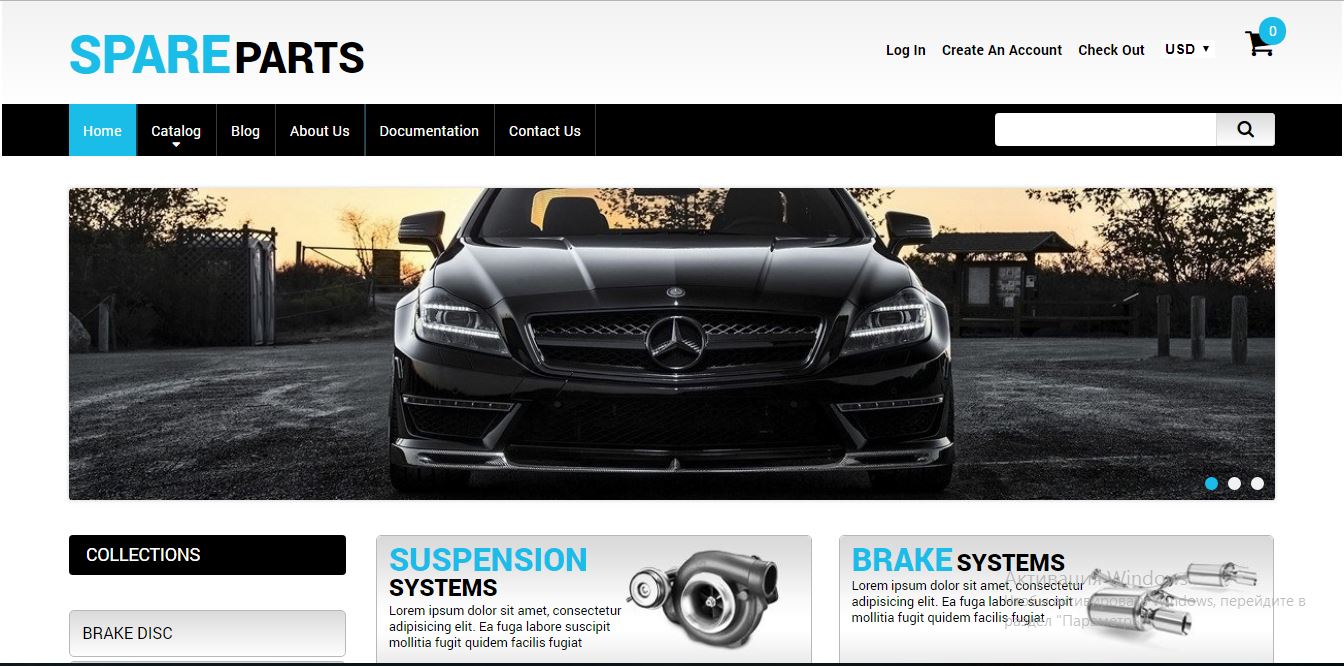 SPARE PARTS
Log In Create An Account Check Out USD 0
Home Catalog Blog About Us Documentation Contact Us
COLLECTIONS
BRAKE DISC
SUSPENSION
SYSTEMS
Lorem ipsum dolor sit amet, consectetur
adipisicing elit. Ea fuga labore suscipit
mollitia fugit quidem facilis fugiat
BRAKE SYSTEMS
Lorem ipsum dolor sit amet, consectetur
adipisicing elit. Ea fuga labore suscipit
mollitia fugit quidem facilis fugiat
Активация Windows
Чтобы активировать Windows, перейдите в
раздел "Параметры